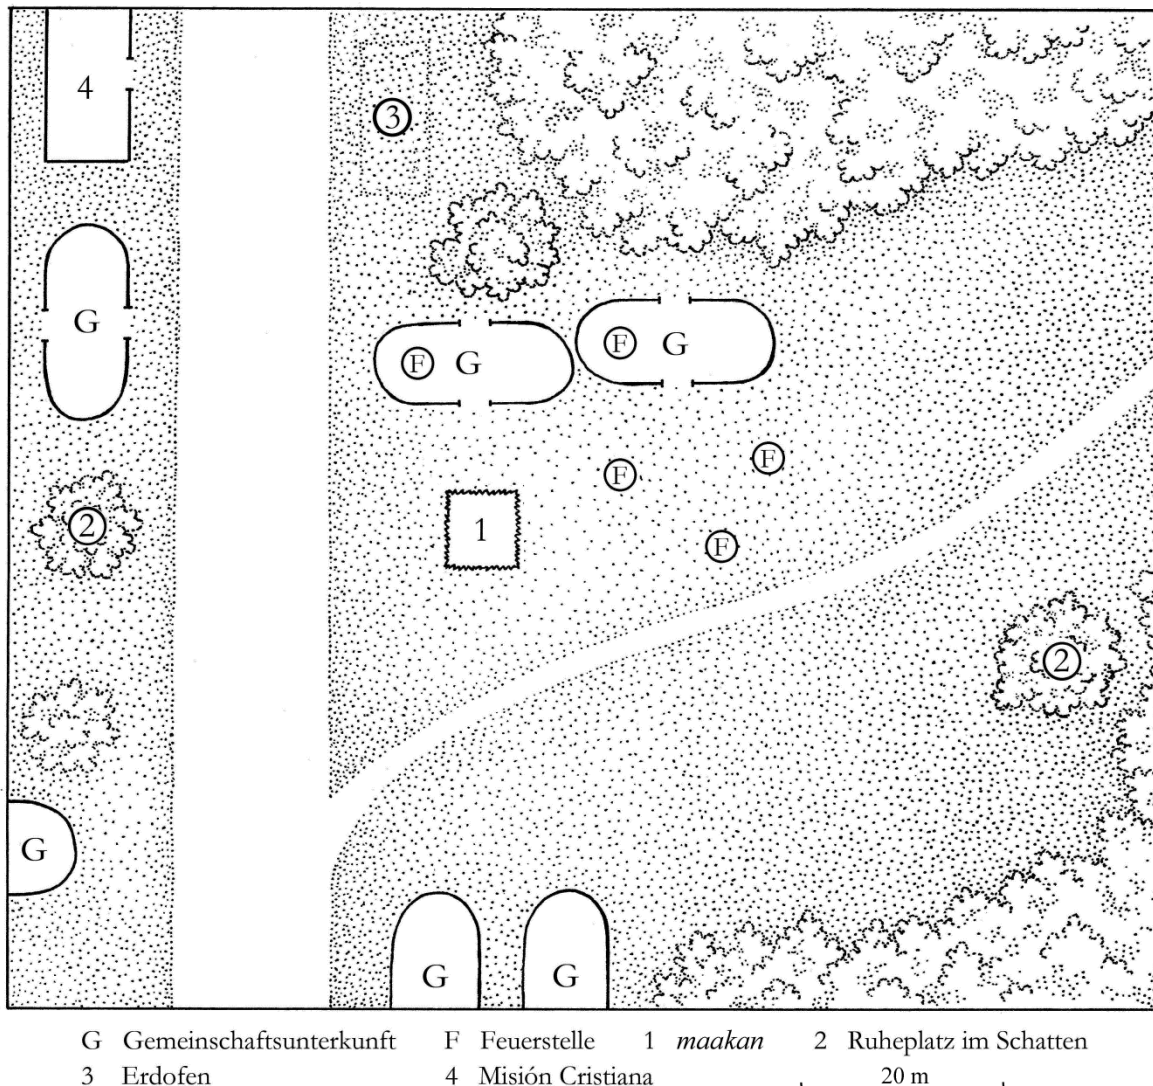 4
3
G
F G
F G
F
F
2
1
F
2
G
G
G
G Gemeinschaftsunterkunft F Feuerstelle 1 maakan 2 Ruheplatz im Schatten
3 Erdofen 4 Misión Cristiana 20 m